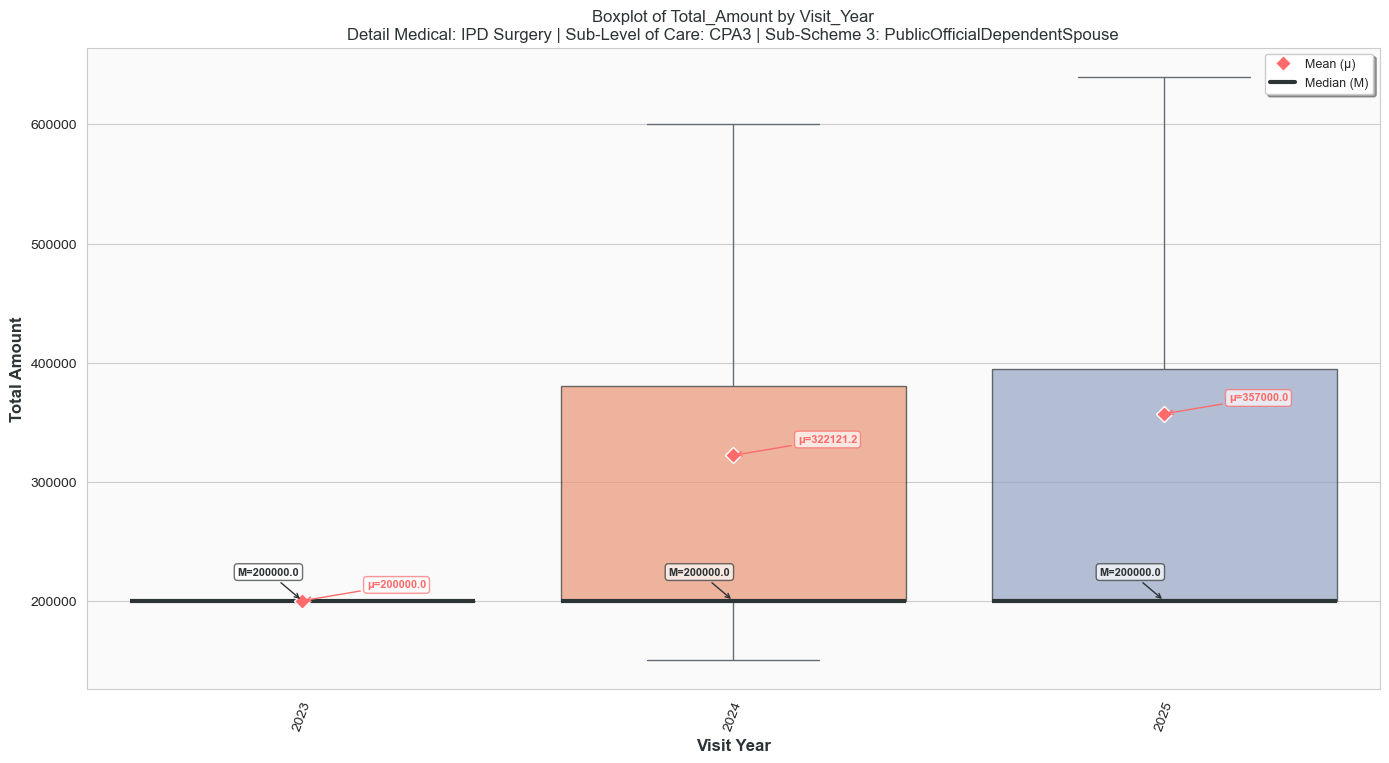 Boxplot of Total_Amount by Visit_Year
Detail Medical: IPD Surgery | Sub-Level of Care: CPA3 | Sub-Scheme 3: PublicOfficialDependentSpouse
Mean (μ)
Median (M)
Total Amount
600000
500000
400000
300000
200000
M=200000.0
μ=200000.0
M=200000.0
μ=322121.2
M=200000.0
μ=357000.0
2023
2024
2025
Visit Year